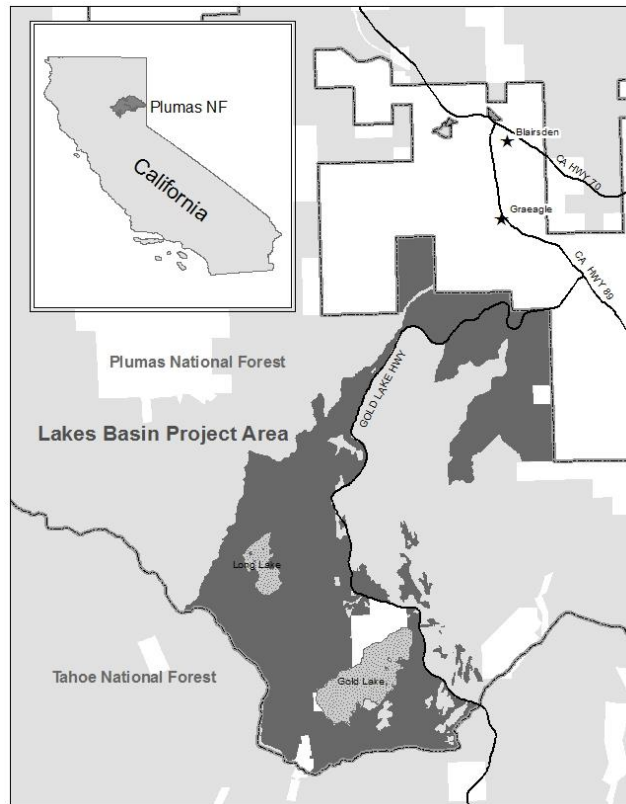 Plumas NF
California
Blairsden
CA HWY 70
Graeagle
CA HWY 89
Plumas National Forest
GOLD LAKE HWY
Lakes Basin Project Area
Long Lake
Tahoe National Forest
Gold Lake